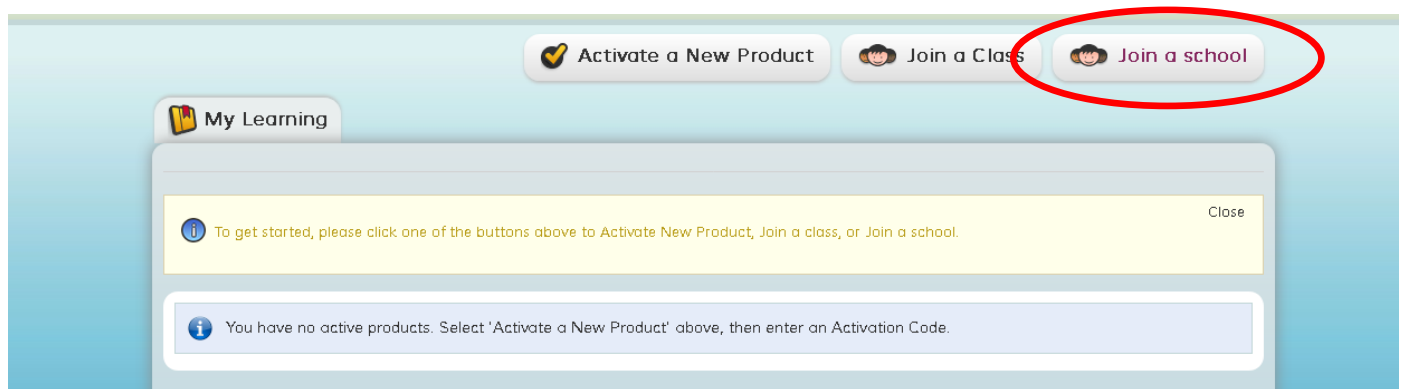 Activate a New Product
Join a Class
Join a school
My Learning
Close
To get started, please click one of the buttons above to Activate New Product, Join a class, or Join a school.
You have no active products. Select 'Activate a New Product' above, then enter an Activation Code.